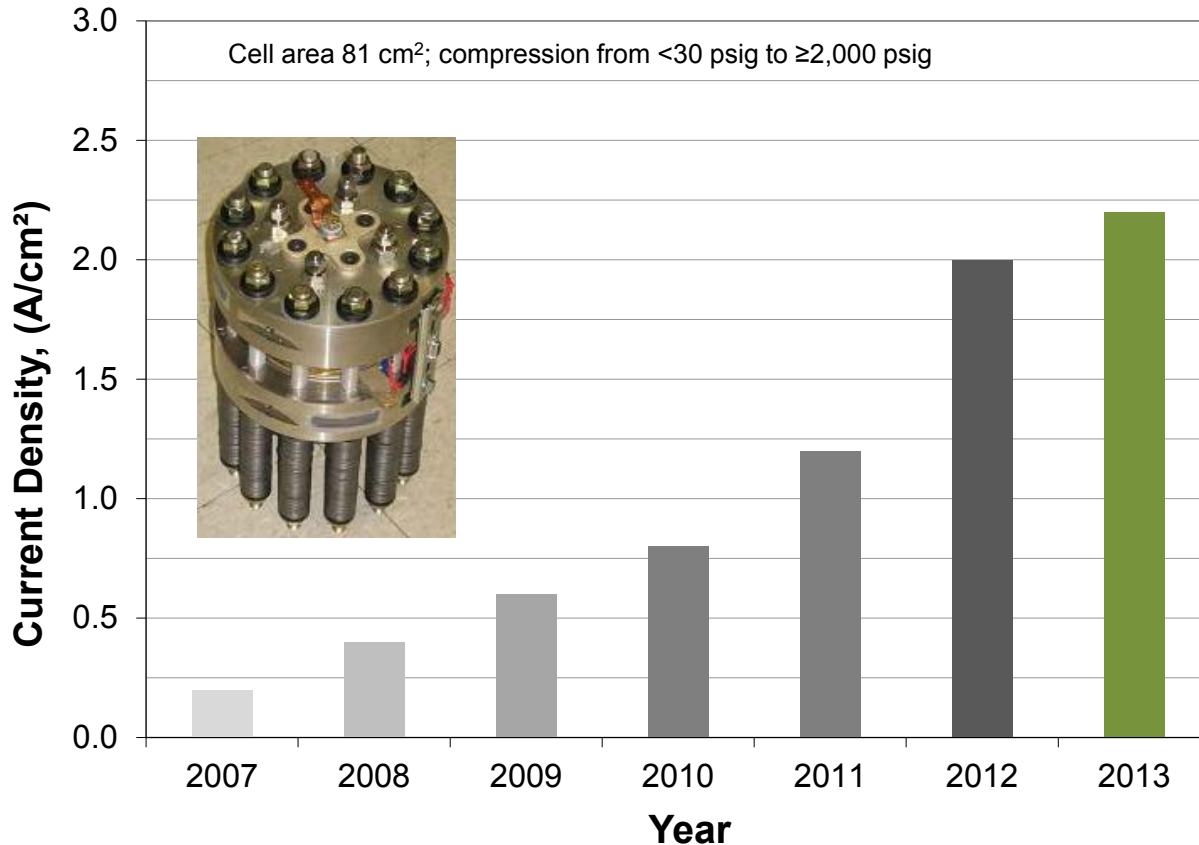 Cell area 81 cm²; compression from <30 psig to ≥2,000 psig
Current Density, (A/cm²)
3.0
2.5
2.0
1.5
1.0
0.5
0.0
2007 2008 2009 2010 2011 2012 2013
Year